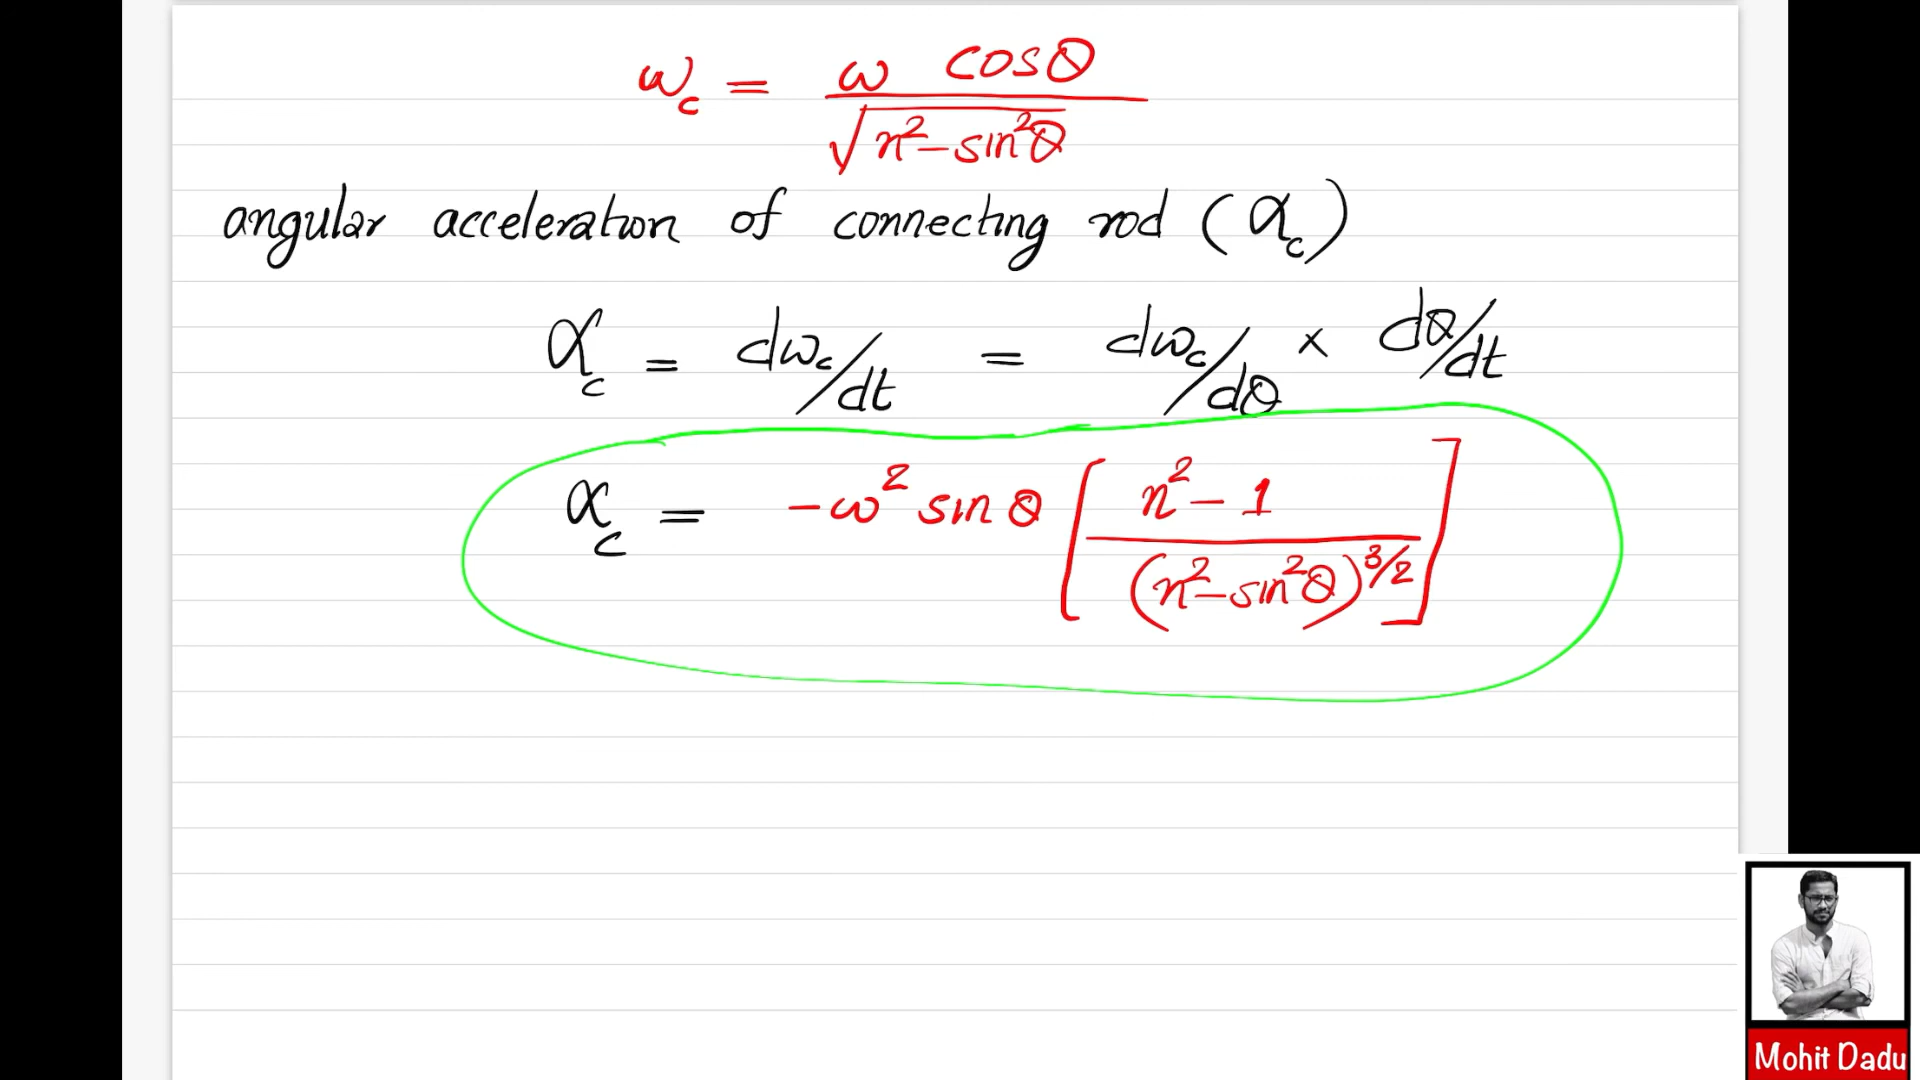 ω_c = ω cosθ / √(n²–sin²θ)
angular acceleration of connecting rod (α_c)
α_c = dω_c/dt = dω_c/dθ × dθ/dt
α_c = –ω² sin θ [ n² – 1 / (n²–sin²θ)^3/2 ]
Mohit Dadu